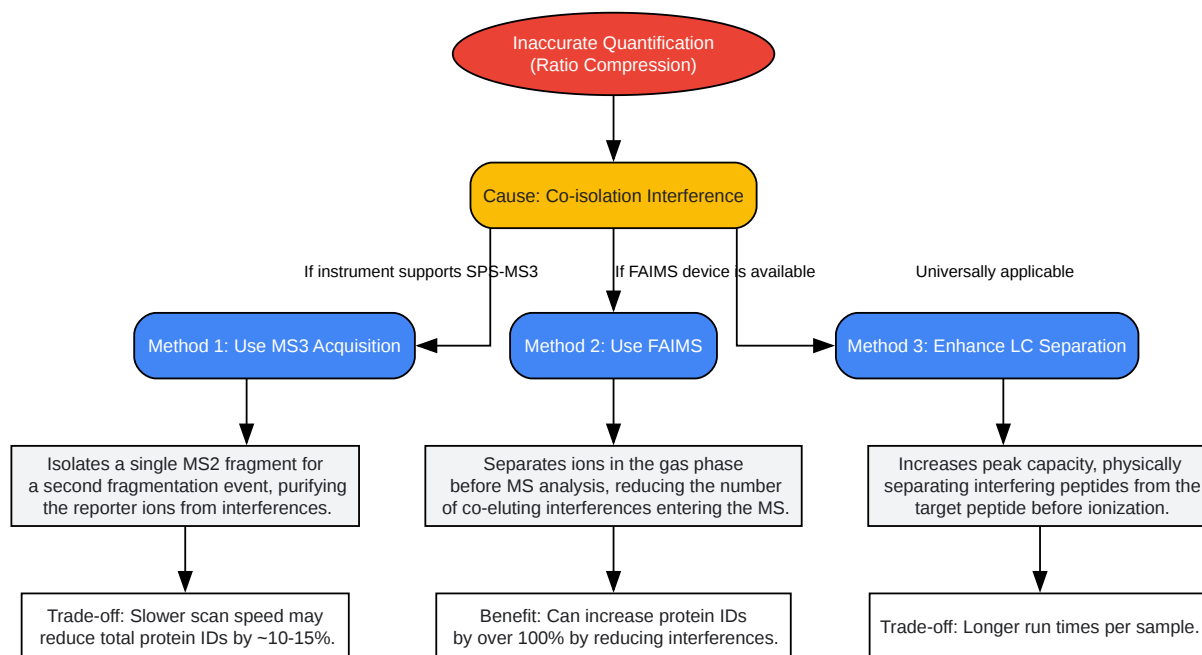 Inaccurate Quantification
(Ratio Compression)
Cause: Co-isolation Interference
If instrument supports SPS-MS3
If FAIMS device is available
Universally applicable
Method 1: Use MS3 Acquisition
Method 2: Use FAIMS
Method 3: Enhance LC Separation
Isolates a single MS2 fragment for
a second fragmentation event, purifying
the reporter ions from interferences.
Separates ions in the gas phase
before MS analysis, reducing the number
of co-eluting interferences entering the MS.
Increases peak capacity, physically
separating interfering peptides from the
target peptide before ionization.
Trade-off: Slower scan speed may
reduce total protein IDs by ~10-15%.
Benefit: Can increase protein IDs
by over 100% by reducing interferences.
Trade-off: Longer run times per sample.